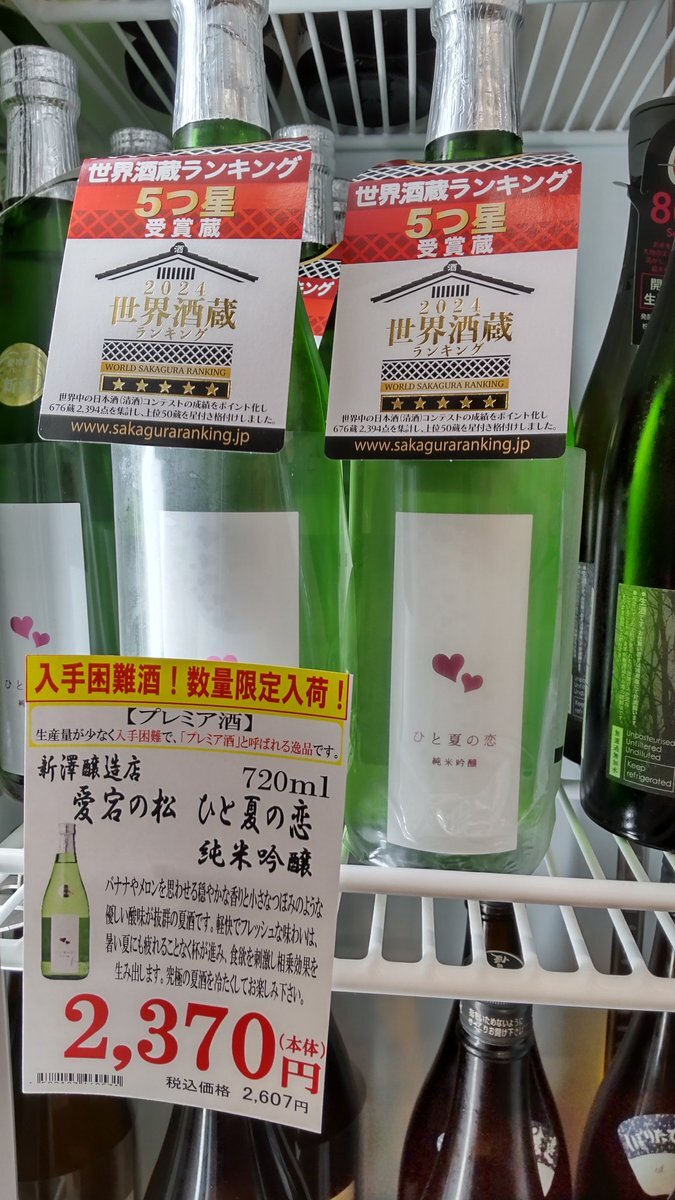 世界酒蔵ランキング
5つ星
受賞蔵
酒
2024
世界酒蔵
ランキング
WORLD SAKAGURA RANKING
世界中の日本酒(清酒)コンテストの成績をポイント化し
676蔵 2,394点を集計し、上位50蔵を星付き格付けしました。
www.sakaguraranking.jp
世界酒蔵ランキング
5つ星
受賞蔵
酒
2024
世界酒蔵
ランキング
WORLD SAKAGURA RANKING
世界中の日本酒(清酒)コンテストの成績をポイント化し
676蔵 2,394点を集計し、上位50蔵を星付き格付けしました。
www.sakaguraranking.jp
ひと夏の恋
純米吟醸
入手困難酒!数量限定入荷!
【プレミア酒】
生産量が少なく入手困難で、「プレミア酒」と呼ばれる逸品です。
新澤醸造店 720ml
愛宕の松 ひと夏の恋
純米吟醸
バナナやメロンを思わせる穏やかな香りと小さなつぼみのような
優しい酸味が抜群の夏酒です。軽快でフレッシュな味わいは、
暑い夏にも疲れることなく杯が進み、食欲を刺激し相乗効果を
生み出します。究極の夏酒を冷たくしてお楽しみ下さい。
2,370(本体)円
税込価格 2,607円
Unpasteurised
Unfiltered
Undiluted
Keep
refrigerated